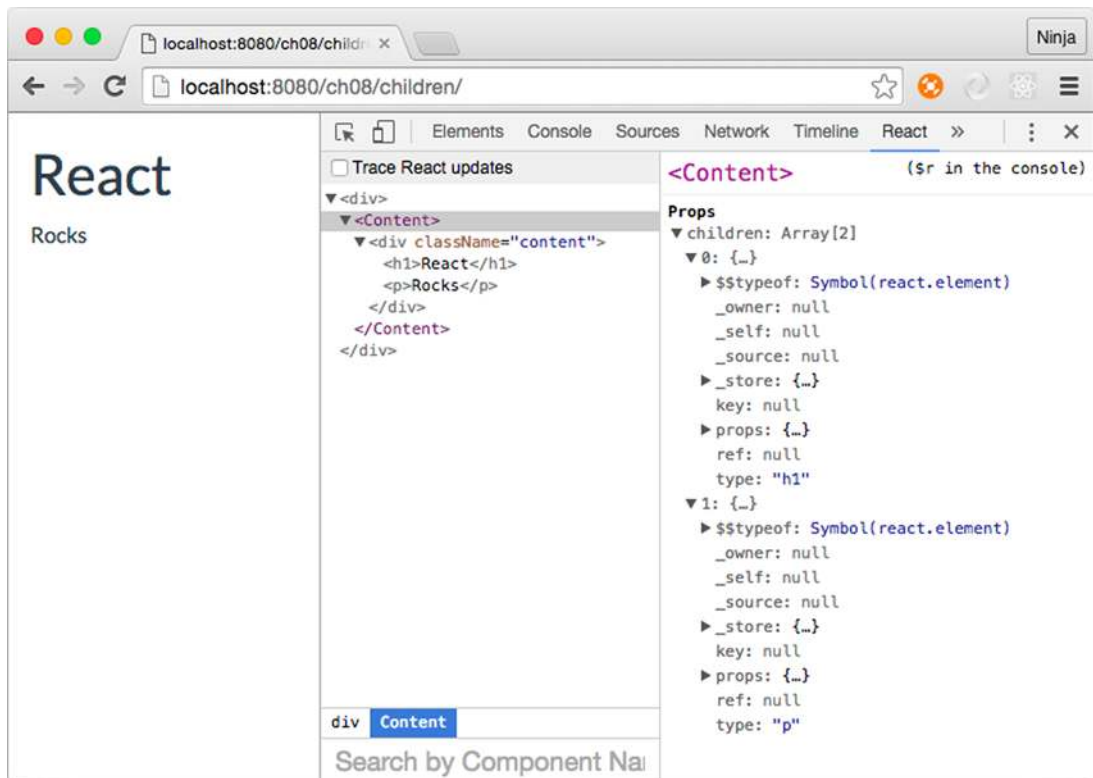 localhost:8080/ch08/childr
Ninja
localhost:8080/ch08/children/
React
Rocks
Elements Console Sources Network Timeline React »
Trace React updates
▼<div>
▼<Content>
▼<div className="content">
<h1>React</h1>
<p>Rocks</p>
</div>
</Content>
</div>
div Content
Search by Component Na
<Content> ($r in the console)
Props
▼children: Array[2]
▼0: {…}
▶$$typeof: Symbol(react.element)
_owner: null
_self: null
_source: null
▶_store: {…}
key: null
▶props: {…}
ref: null
type: "h1"
▼1: {…}
▶$$typeof: Symbol(react.element)
_owner: null
_self: null
_source: null
▶_store: {…}
key: null
▶props: {…}
ref: null
type: "p"